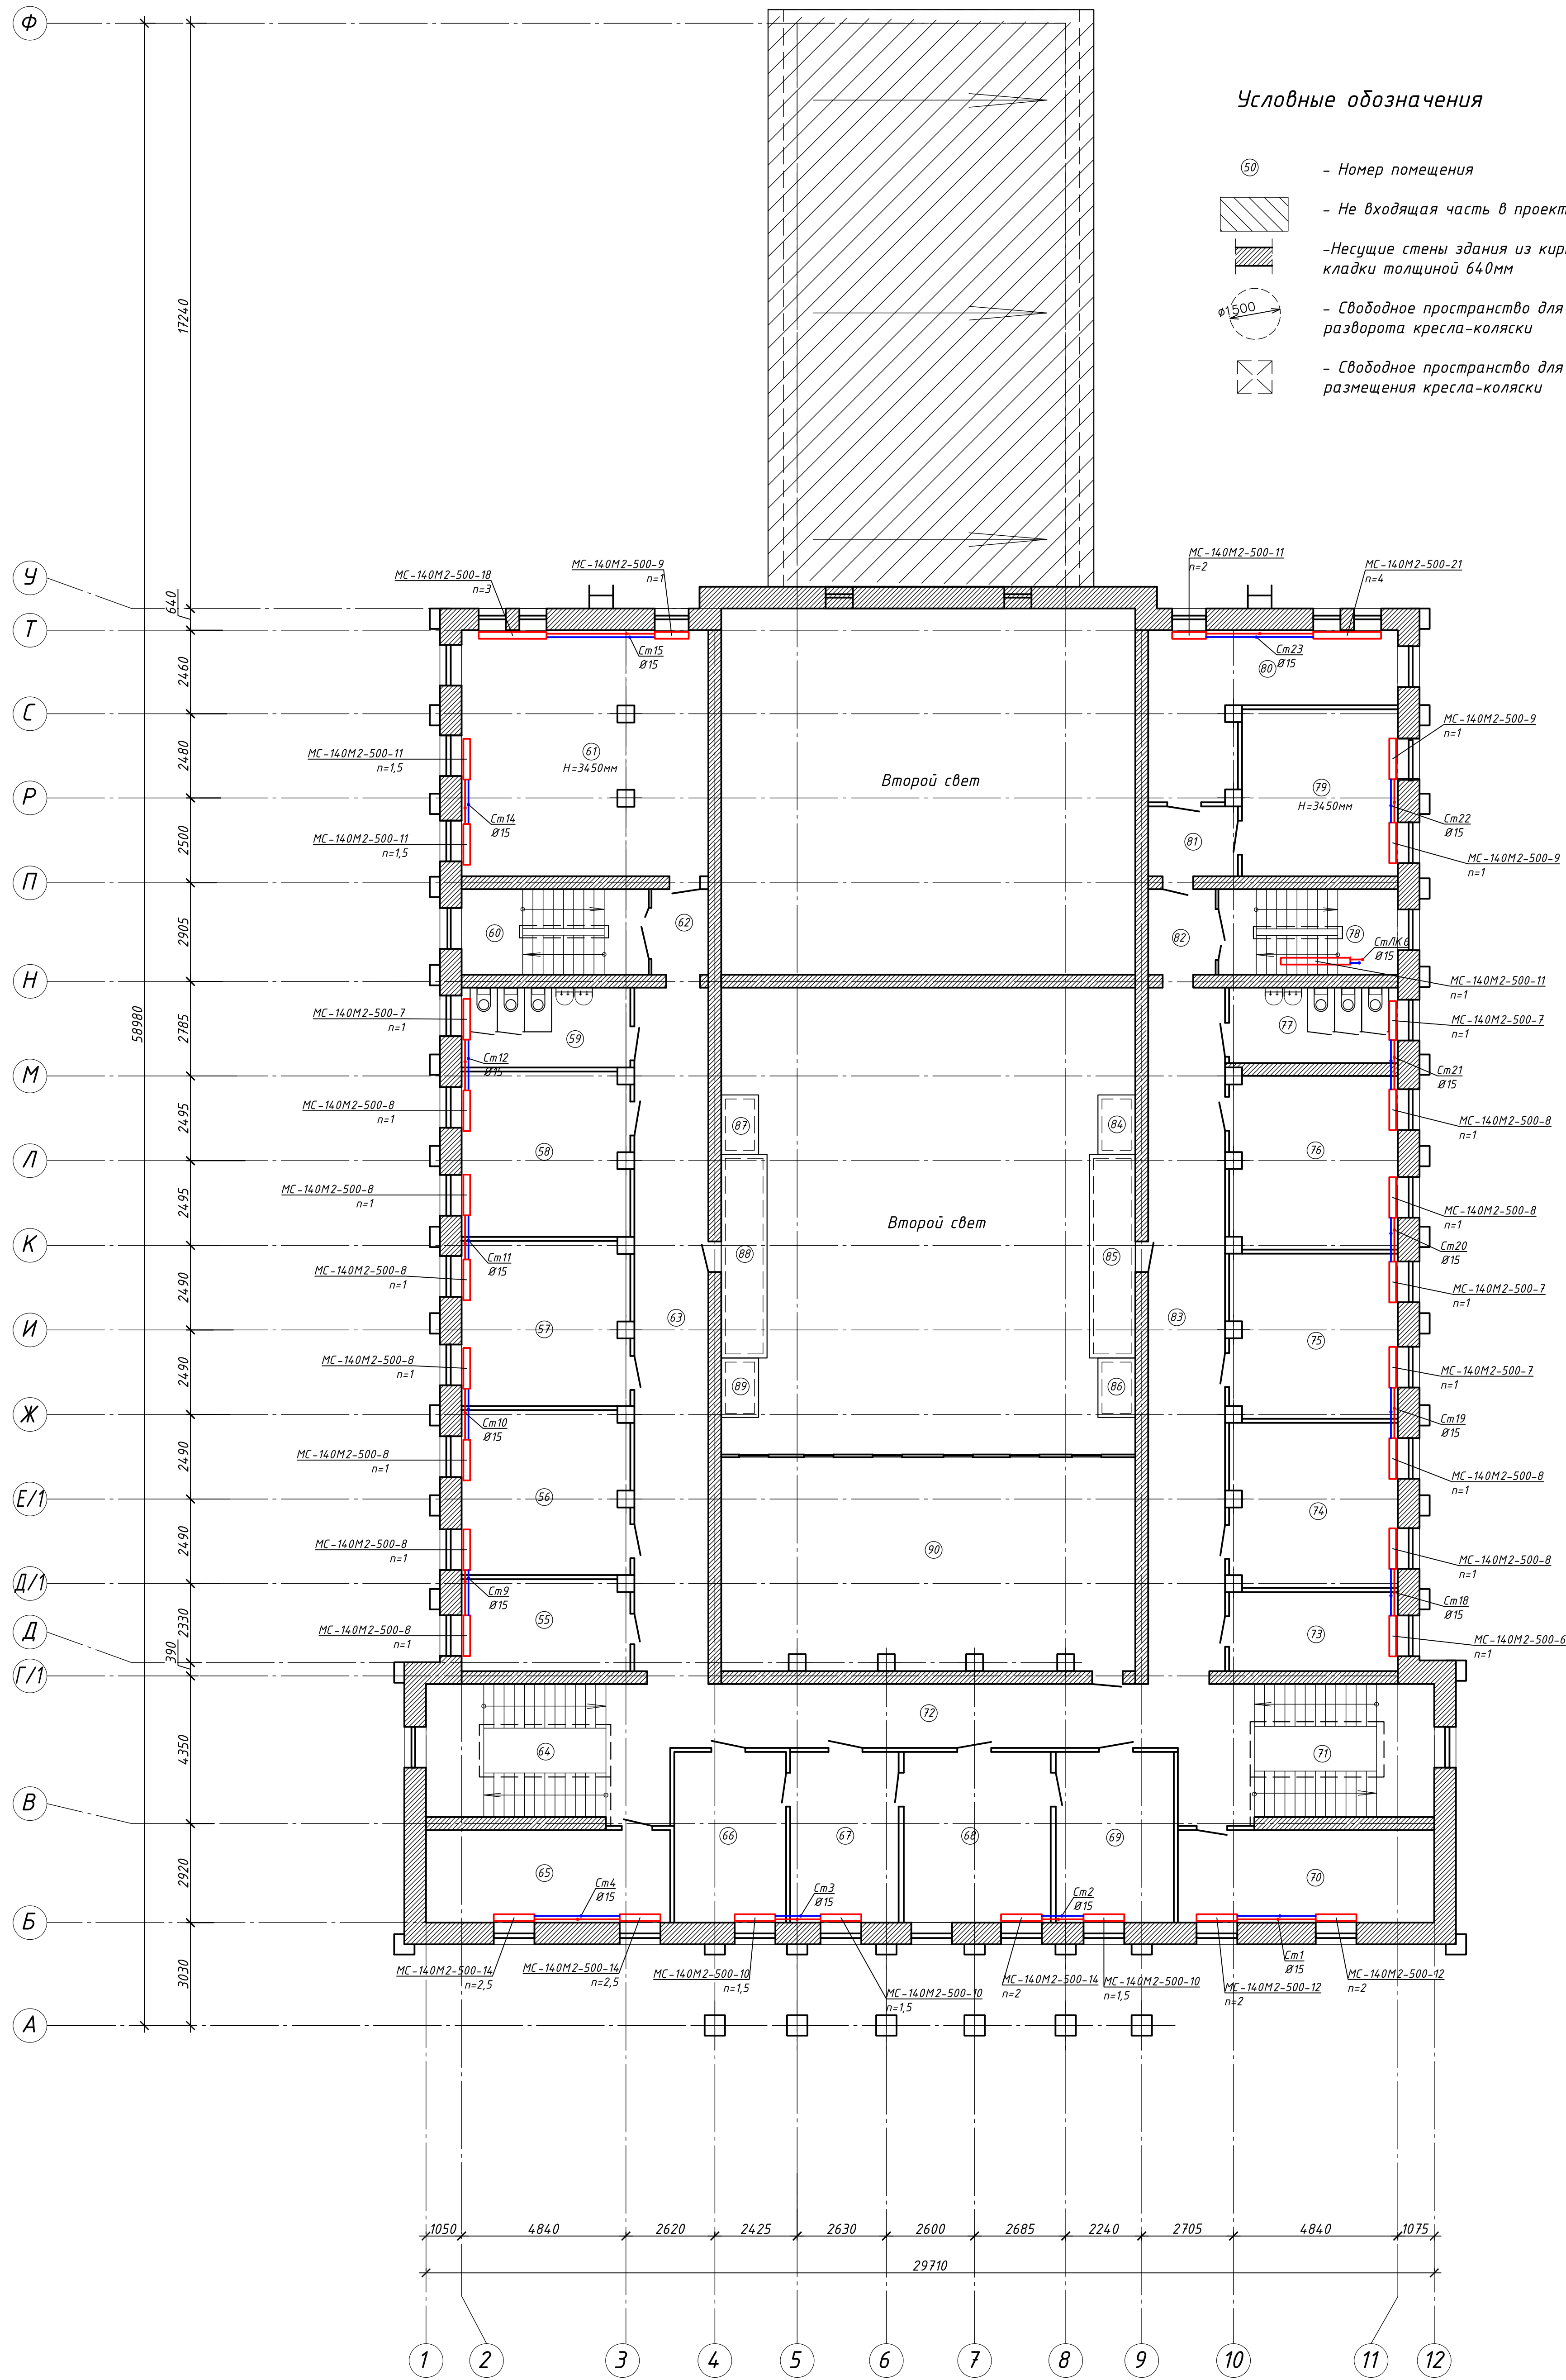 Ф
Условные обозначения
50
- Номер помещения
- Не входящая часть в проект
-Несущие стены здания из
кладки толщиной 640мм
ø1500
- Свободное пространство для
разворота кресла-коляски
- Свободное пространство для
размещения кресла-коляски
17240
58980
У
640
Т
2460
С
2480
Р
2500
П
2905
Н
2785
М
2495
Л
2495
К
2490
И
2490
Ж
2490
Е/1
2490
Д/1
2330
Д
390
Г/1
4350
В
2920
Б
3030
А
МС-140М2-500-18
n=3
МС-140М2-500-9
n=1
МС-140М2-500-11
n=2
МС-140М2-500-21
n=4
Ст15
Ø15
Ст23
Ø15
80
МС-140М2-500-11
n=1,5
61
Н=3450мм
Второй свет
79
Н=3450мм
МС-140М2-500-9
n=1
Ст14
Ø15
Ст22
Ø15
МС-140М2-500-11
n=1,5
81
МС-140М2-500-9
n=1
60
62
82
78
СтЛК6
Ø15
МС-140М2-500-11
n=1
МС-140М2-500-7
n=1
59
77
МС-140М2-500-7
n=1
Ст12
Ø15
Ст21
Ø15
МС-140М2-500-8
n=1
87
84
МС-140М2-500-8
n=1
58
76
МС-140М2-500-8
n=1
Второй свет
МС-140М2-500-8
n=1
Ст11
Ø15
88
85
Ст20
Ø15
МС-140М2-500-8
n=1
МС-140М2-500-7
n=1
57
63
83
75
МС-140М2-500-8
n=1
89
86
МС-140М2-500-7
n=1
Ст10
Ø15
Ст19
Ø15
МС-140М2-500-8
n=1
МС-140М2-500-8
n=1
56
74
МС-140М2-500-8
n=1
90
МС-140М2-500-8
n=1
Ст9
Ø15
Ст18
Ø15
55
73
МС-140М2-500-8
n=1
МС-140М2-500-6
n=1
72
64
71
66
67
68
69
65
70
Ст4
Ø15
Ст3
Ø15
Ст2
Ø15
Ст1
Ø15
МС-140М2-500-14
n=2,5
МС-140М2-500-14
n=2,5
МС-140М2-500-10
n=1,5
МС-140М2-500-10
n=1,5
МС-140М2-500-14
n=2
МС-140М2-500-10
n=1,5
МС-140М2-500-12
n=2
МС-140М2-500-12
n=2
1050 4840 2620 2425 2630 2600 2685 2240 2705 4840 1075
29710
1 2 3 4 5 6 7 8 9 10 11 12